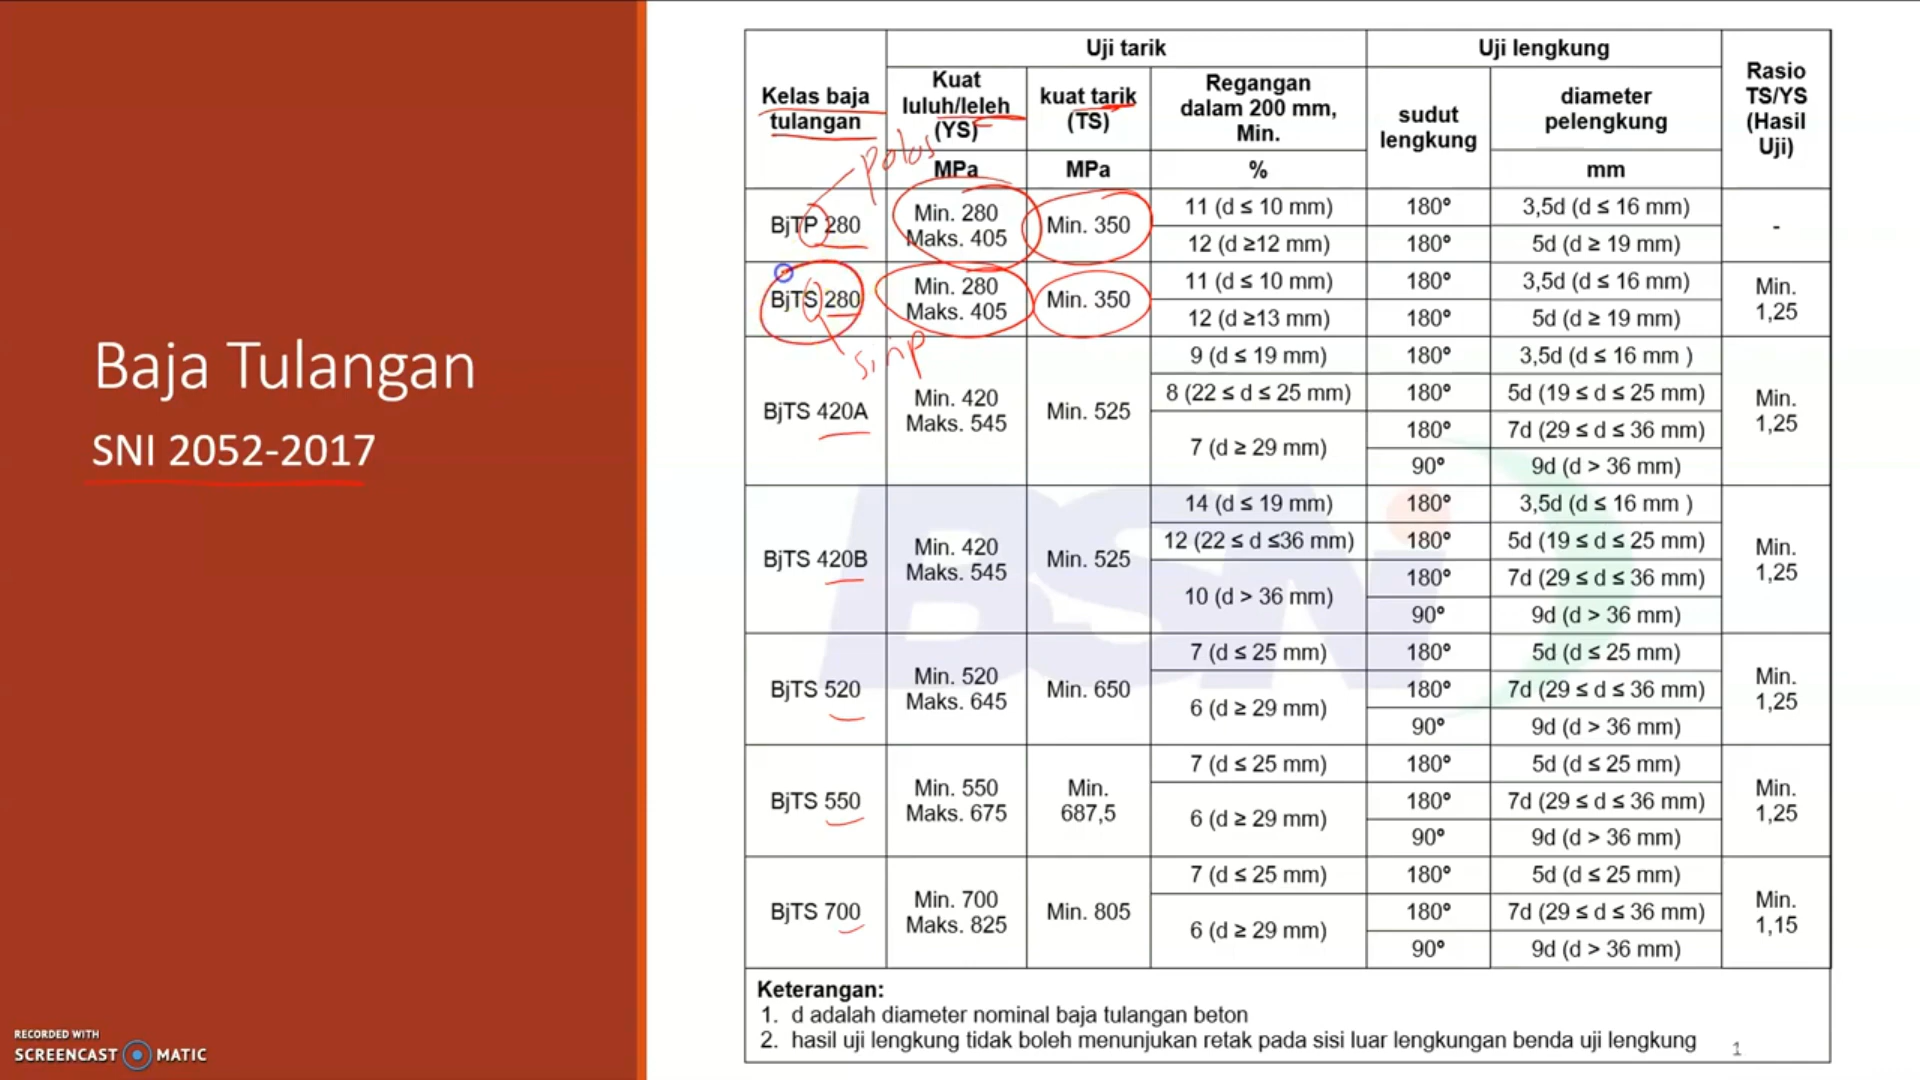 Baja Tulangan
SNI 2052-2017
RECORDED WITH
SCREENCAST MATIC
Kelas baja tulangan
Uji tarik
Uji lengkung
Rasio TS/YS (Hasil Uji)
Kuat luluh/leleh (YS)
kuat tarik (TS)
Regangan dalam 200 mm, Min.
sudut lengkung
diameter pelengkung
MPa
MPa
%
mm
polos
BjTP 280
Min. 280
Maks. 405
Min. 350
11 (d ≤ 10 mm)
180°
3,5d (d ≤ 16 mm)
-
12 (d ≥12 mm)
180°
5d (d ≥ 19 mm)
BjTS 280
Min. 280
Maks. 405
Min. 350
11 (d ≤ 10 mm)
180°
3,5d (d ≤ 16 mm)
Min. 1,25
12 (d ≥13 mm)
180°
5d (d ≥ 19 mm)
sirip
BjTS 420A
Min. 420
Maks. 545
Min. 525
9 (d ≤ 19 mm)
180°
3,5d (d ≤ 16 mm )
Min. 1,25
8 (22 ≤ d ≤ 25 mm)
180°
5d (19 ≤ d ≤ 25 mm)
7 (d ≥ 29 mm)
180°
7d (29 ≤ d ≤ 36 mm)
90°
9d (d > 36 mm)
BjTS 420B
Min. 420
Maks. 545
Min. 525
14 (d ≤ 19 mm)
180°
3,5d (d ≤ 16 mm )
Min. 1,25
12 (22 ≤ d ≤36 mm)
180°
5d (19 ≤ d ≤ 25 mm)
10 (d > 36 mm)
180°
7d (29 ≤ d ≤ 36 mm)
90°
9d (d > 36 mm)
BjTS 520
Min. 520
Maks. 645
Min. 650
7 (d ≤ 25 mm)
180°
5d (d ≤ 25 mm)
Min. 1,25
6 (d ≥ 29 mm)
180°
7d (29 ≤ d ≤ 36 mm)
90°
9d (d > 36 mm)
BjTS 550
Min. 550
Maks. 675
Min. 687,5
7 (d ≤ 25 mm)
180°
5d (d ≤ 25 mm)
Min. 1,25
6 (d ≥ 29 mm)
180°
7d (29 ≤ d ≤ 36 mm)
90°
9d (d > 36 mm)
BjTS 700
Min. 700
Maks. 825
Min. 805
7 (d ≤ 25 mm)
180°
5d (d ≤ 25 mm)
Min. 1,15
6 (d ≥ 29 mm)
180°
7d (29 ≤ d ≤ 36 mm)
90°
9d (d > 36 mm)
BSNi
Keterangan:
1. d adalah diameter nominal baja tulangan beton
2. hasil uji lengkung tidak boleh menunjukan retak pada sisi luar lengkungan benda uji lengkung
1